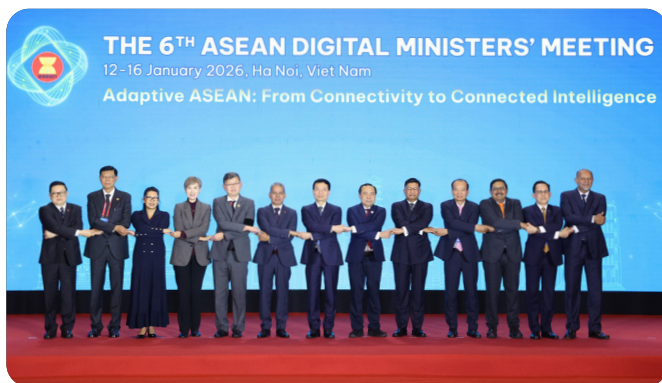 THE 6TH ASEAN DIGITAL MINISTERS' MEETING
12-16 January 2026, Ha Noi, Viet Nam
Adaptive ASEAN: From Connectivity to Connected Intelligence